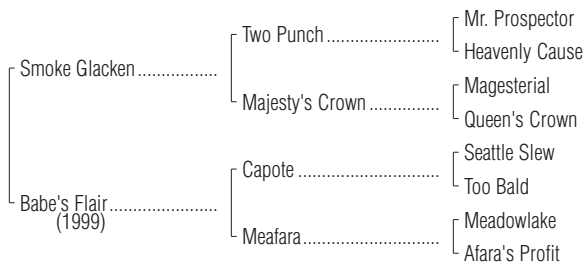 Mr. Prospector
Two Punch ........................
Heavenly Cause
Smoke Glacken .................
Magesterial
Majesty's Crown ...............
Queen's Crown
Seattle Slew
Capote ..............................
Too Bald
Babe's Flair .......................
(1999)
Meadowlake
Meafara .............................
Afara's Profit